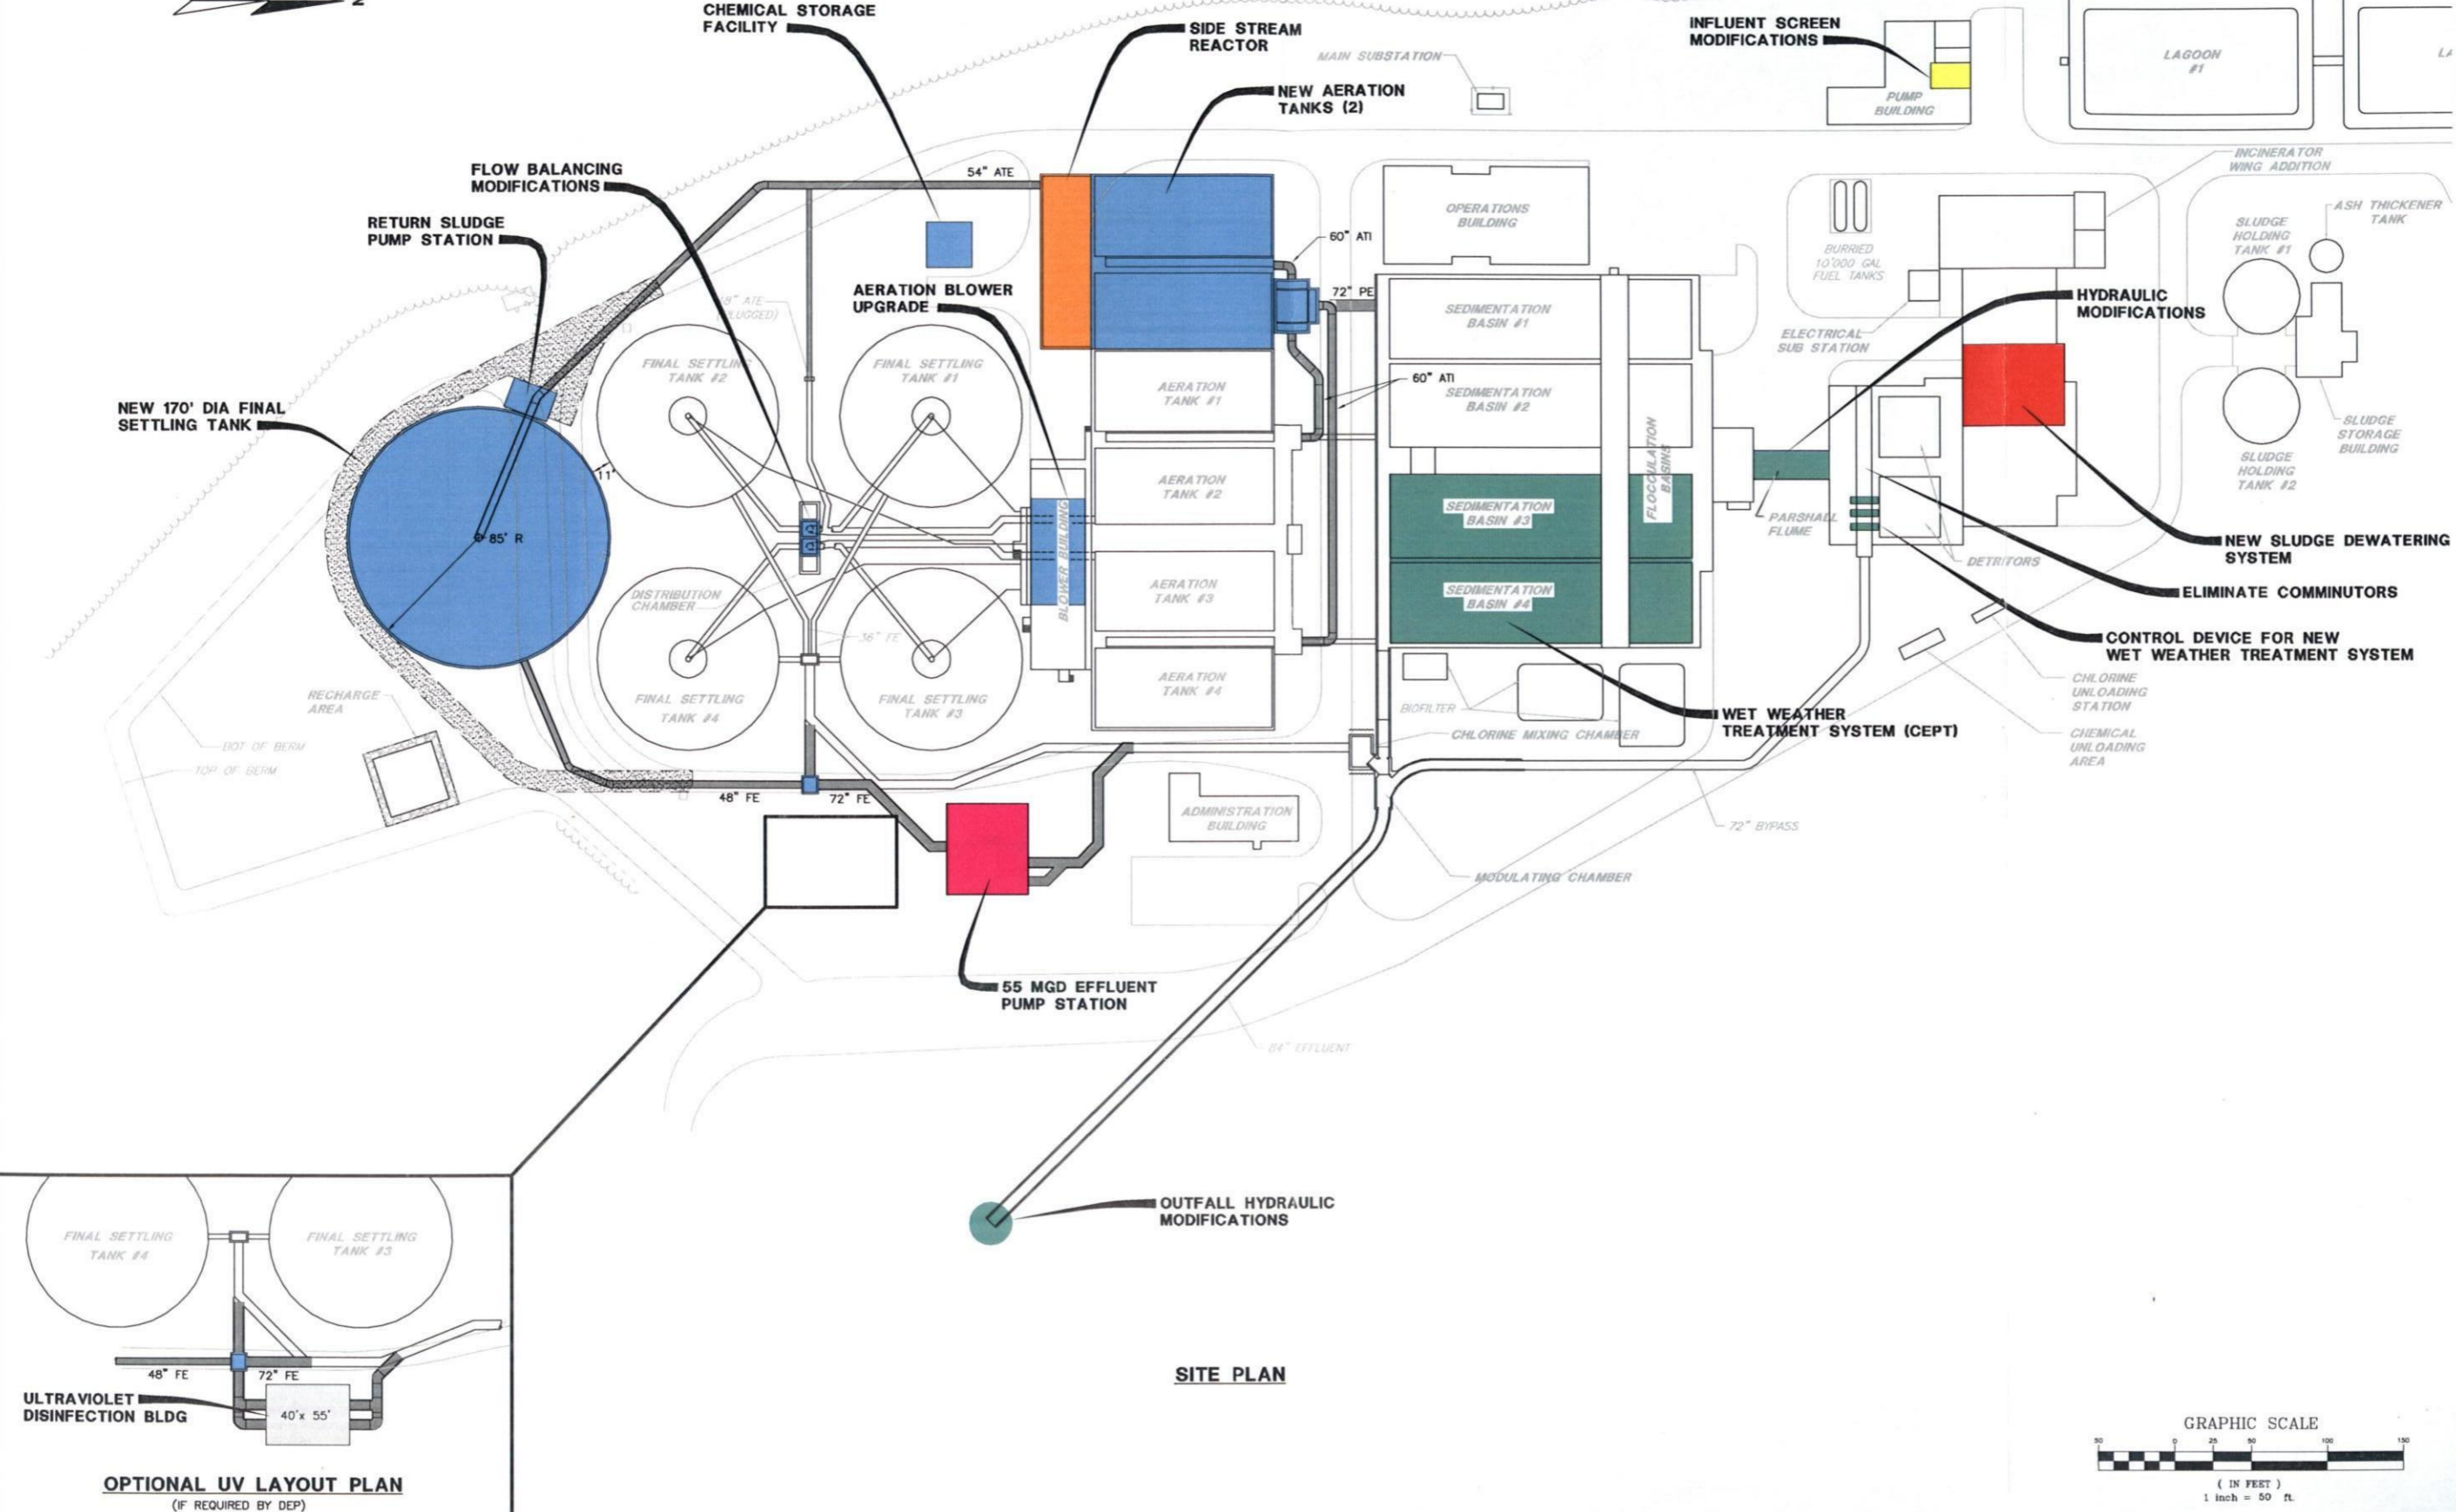 CHEMICAL STORAGE
FACILITY
SIDE STREAM
REACTOR
MAIN SUBSTATION
INFLUENT SCREEN
MODIFICATIONS
NEW AERATION
TANKS (2)
PUMP
BUILDING
LAGOON
#1
FLOW BALANCING
MODIFICATIONS
54" ATE
RETURN SLUDGE
PUMP STATION
60" ATI
OPERATIONS
BUILDING
INCINERATOR
WING ADDITION
ASH THICKENER
TANK
SLUDGE
HOLDING
TANK #1
BURRIED
10'000 GAL
FUEL TANKS
AERATION BLOWER
UPGRADE
72" PE
HYDRAULIC
MODIFICATIONS
SEDIMENTATION
BASIN #1
ELECTRICAL
SUB STATION
FINAL SETTLING
TANK #2
FINAL SETTLING
TANK #1
AERATION
TANK #1
60" ATI
SEDIMENTATION
BASIN #2
NEW 170' DIA FINAL
SETTLING TANK
11'
FLOCCULATION
BASINS
SLUDGE
STORAGE
BUILDING
SLUDGE
HOLDING
TANK #2
AERATION
TANK #2
SEDIMENTATION
BASIN #3
PARSHALL
FLUME
85' R
BLOWER BUILDING
DETRITORS
NEW SLUDGE DEWATERING
SYSTEM
ELIMINATE COMMINUTORS
DISTRIBUTION
CHAMBER
AERATION
TANK #3
SEDIMENTATION
BASIN #4
36" FE
CONTROL DEVICE FOR NEW
WET WEATHER TREATMENT SYSTEM
CHLORINE
UNLOADING
STATION
RECHARGE
AREA
FINAL SETTLING
TANK #4
FINAL SETTLING
TANK #3
AERATION
TANK #4
BIOFILTER
WET WEATHER
TREATMENT SYSTEM (CEPT)
CHLORINE MIXING CHAMBER
CHEMICAL
UNLOADING
AREA
BOT OF BERM
TOP OF BERM
48" FE
72" FE
ADMINISTRATION
BUILDING
72" BYPASS
MODULATING CHAMBER
55 MGD EFFLUENT
PUMP STATION
84" EFFLUENT
OUTFALL HYDRAULIC
MODIFICATIONS
FINAL SETTLING
TANK #4
FINAL SETTLING
TANK #3
48" FE
72" FE
ULTRAVIOLET
DISINFECTION BLDG
40'x 55'
OPTIONAL UV LAYOUT PLAN
(IF REQUIRED BY DEP)
SITE PLAN
GRAPHIC SCALE
50 0 25 50 100 150
( IN FEET )
1 inch = 50 ft.